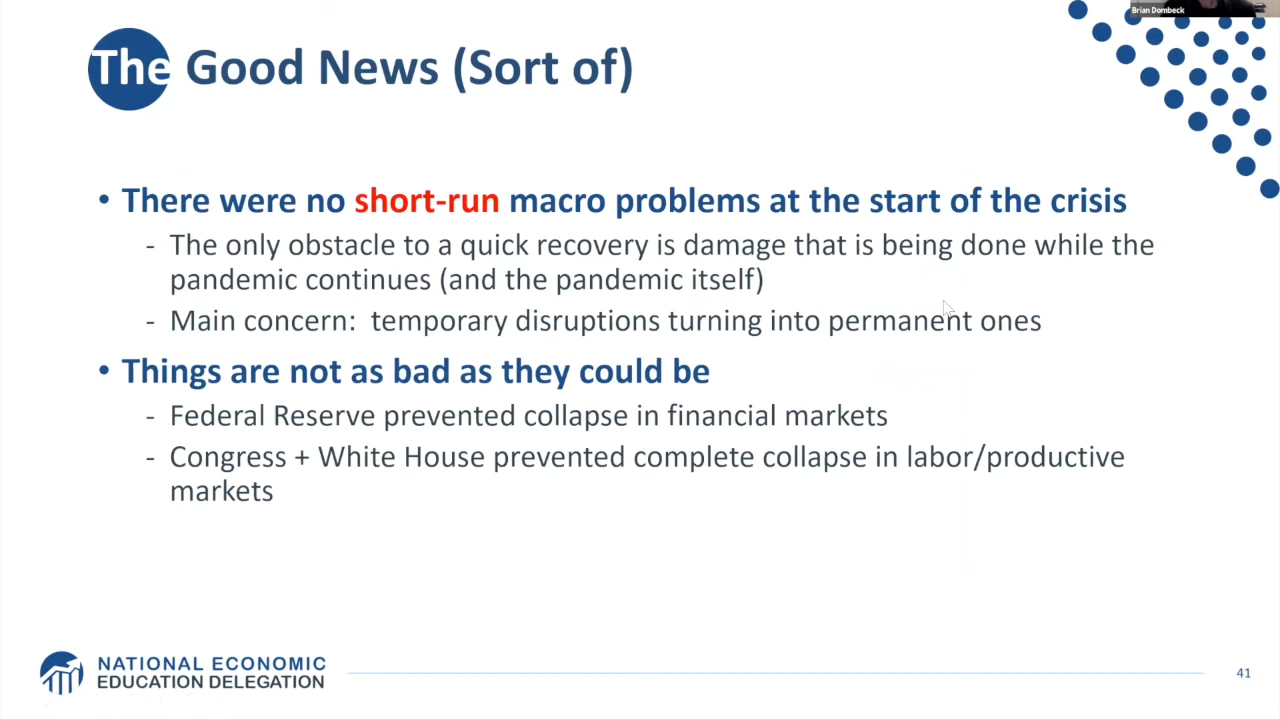 Brian Dombeck
The Good News (Sort of)
• There were no short-run macro problems at the start of the crisis
- The only obstacle to a quick recovery is damage that is being done while the
pandemic continues (and the pandemic itself)
- Main concern:  temporary disruptions turning into permanent ones
• Things are not as bad as they could be
- Federal Reserve prevented collapse in financial markets
- Congress + White House prevented complete collapse in labor/productive
markets
NATIONAL ECONOMIC
EDUCATION DELEGATION
41